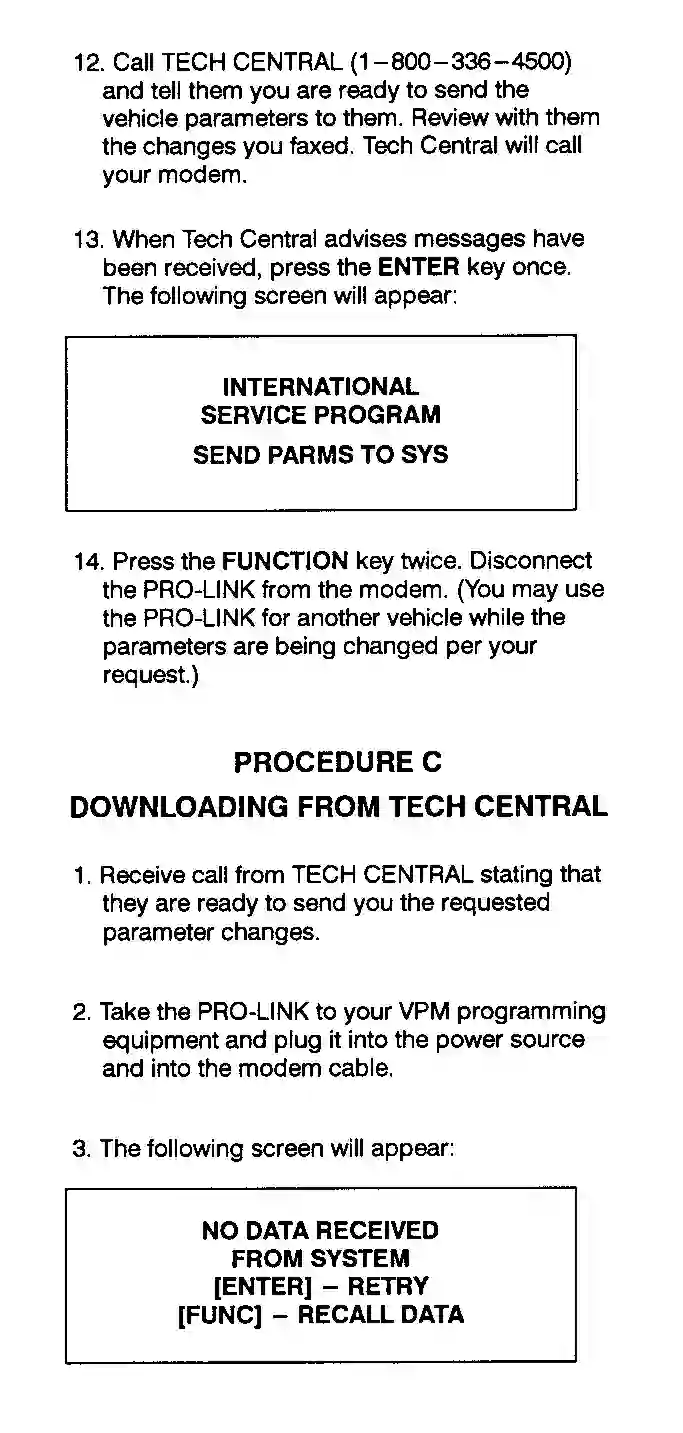 12. Call TECH CENTRAL (1–800–336–4500)
and tell them you are ready to send the
vehicle parameters to them. Review with them
the changes you faxed. Tech Central will call
your modem.
13. When Tech Central advises messages have
been received, press the ENTER key once.
The following screen will appear:
INTERNATIONAL
SERVICE PROGRAM
SEND PARMS TO SYS
14. Press the FUNCTION key twice. Disconnect
the PRO-LINK from the modem. (You may use
the PRO-LINK for another vehicle while the
parameters are being changed per your
request.)
PROCEDURE C
DOWNLOADING FROM TECH CENTRAL
1. Receive call from TECH CENTRAL stating that
they are ready to send you the requested
parameter changes.
2. Take the PRO-LINK to your VPM programming
equipment and plug it into the power source
and into the modem cable.
3. The following screen will appear:
NO DATA RECEIVED
FROM SYSTEM
[ENTER] – RETRY
[FUNC] – RECALL DATA